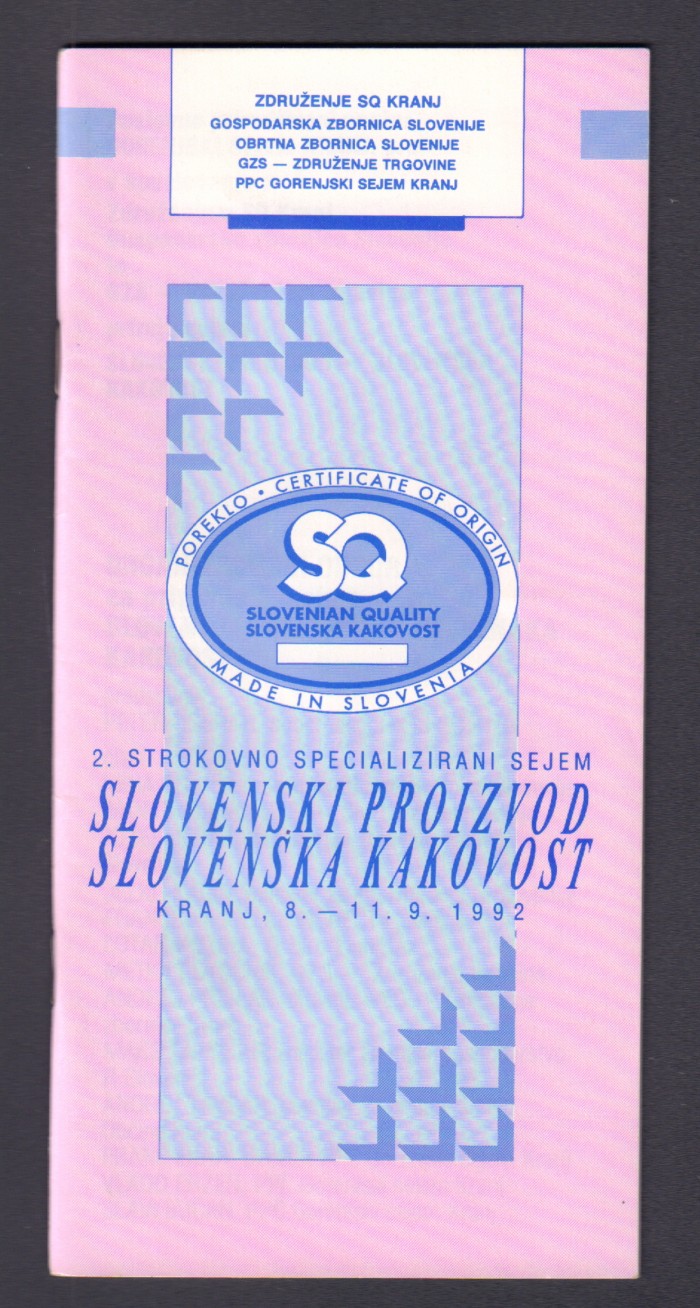 ZDRUŽENJE SQ KRANJ
GOSPODARSKA ZBORNICA SLOVENIJE
OBRTNA ZBORNICA SLOVENIJE
GZS — ZDRUŽENJE TRGOVINE
PPC GORENJSKI SEJEM KRANJ
POREKLO • CERTIFICATE OF ORIGIN
SQ
SLOVENIAN QUALITY
SLOVENSKA KAKOVOST
MADE IN SLOVENIA
2. STROKOVNO SPECIALIZIRANI SEJEM
SLOVENSKI PROIZVOD
SLOVENSKA KAKOVOST
KRANJ, 8. — 11. 9. 1992